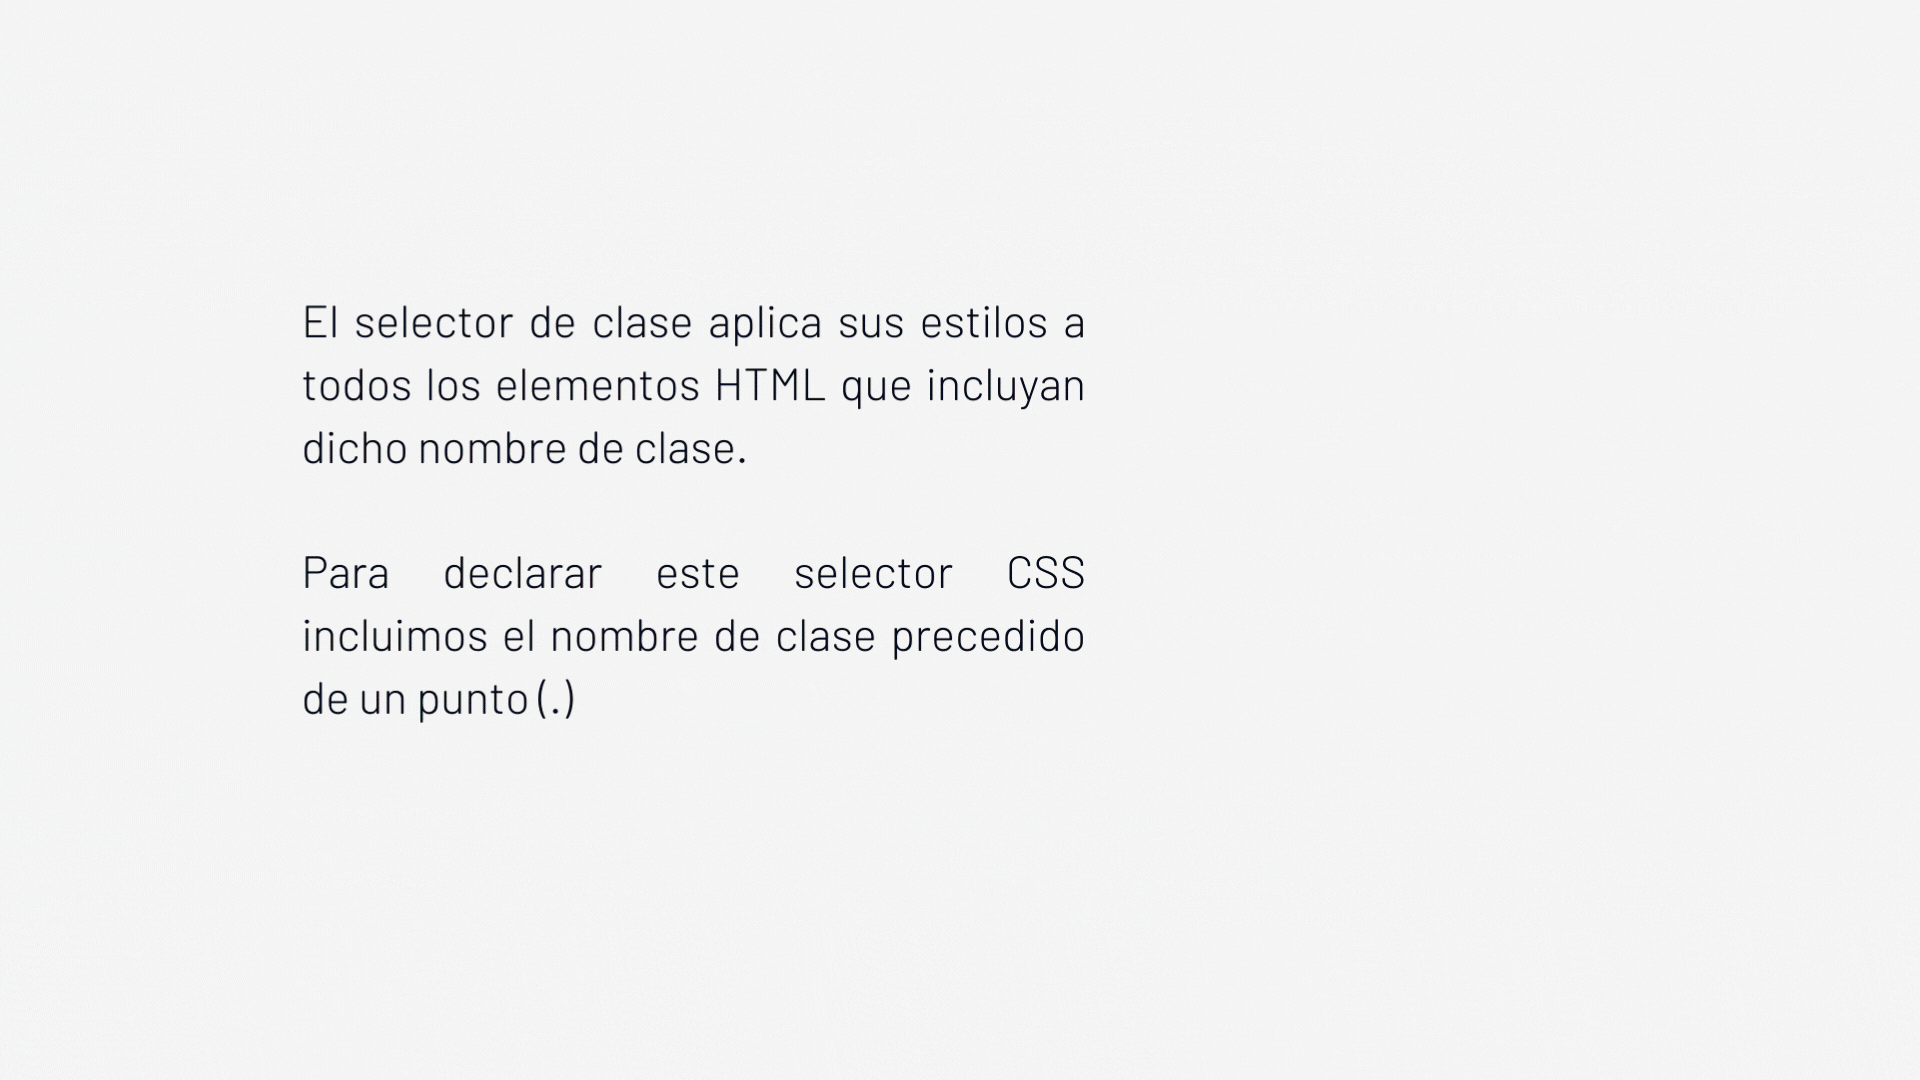 El selector de clase aplica sus estilos a
todos los elementos HTML que incluyan
dicho nombre de clase.
Para declarar este selector CSS
incluimos el nombre de clase precedido
de un punto (.)